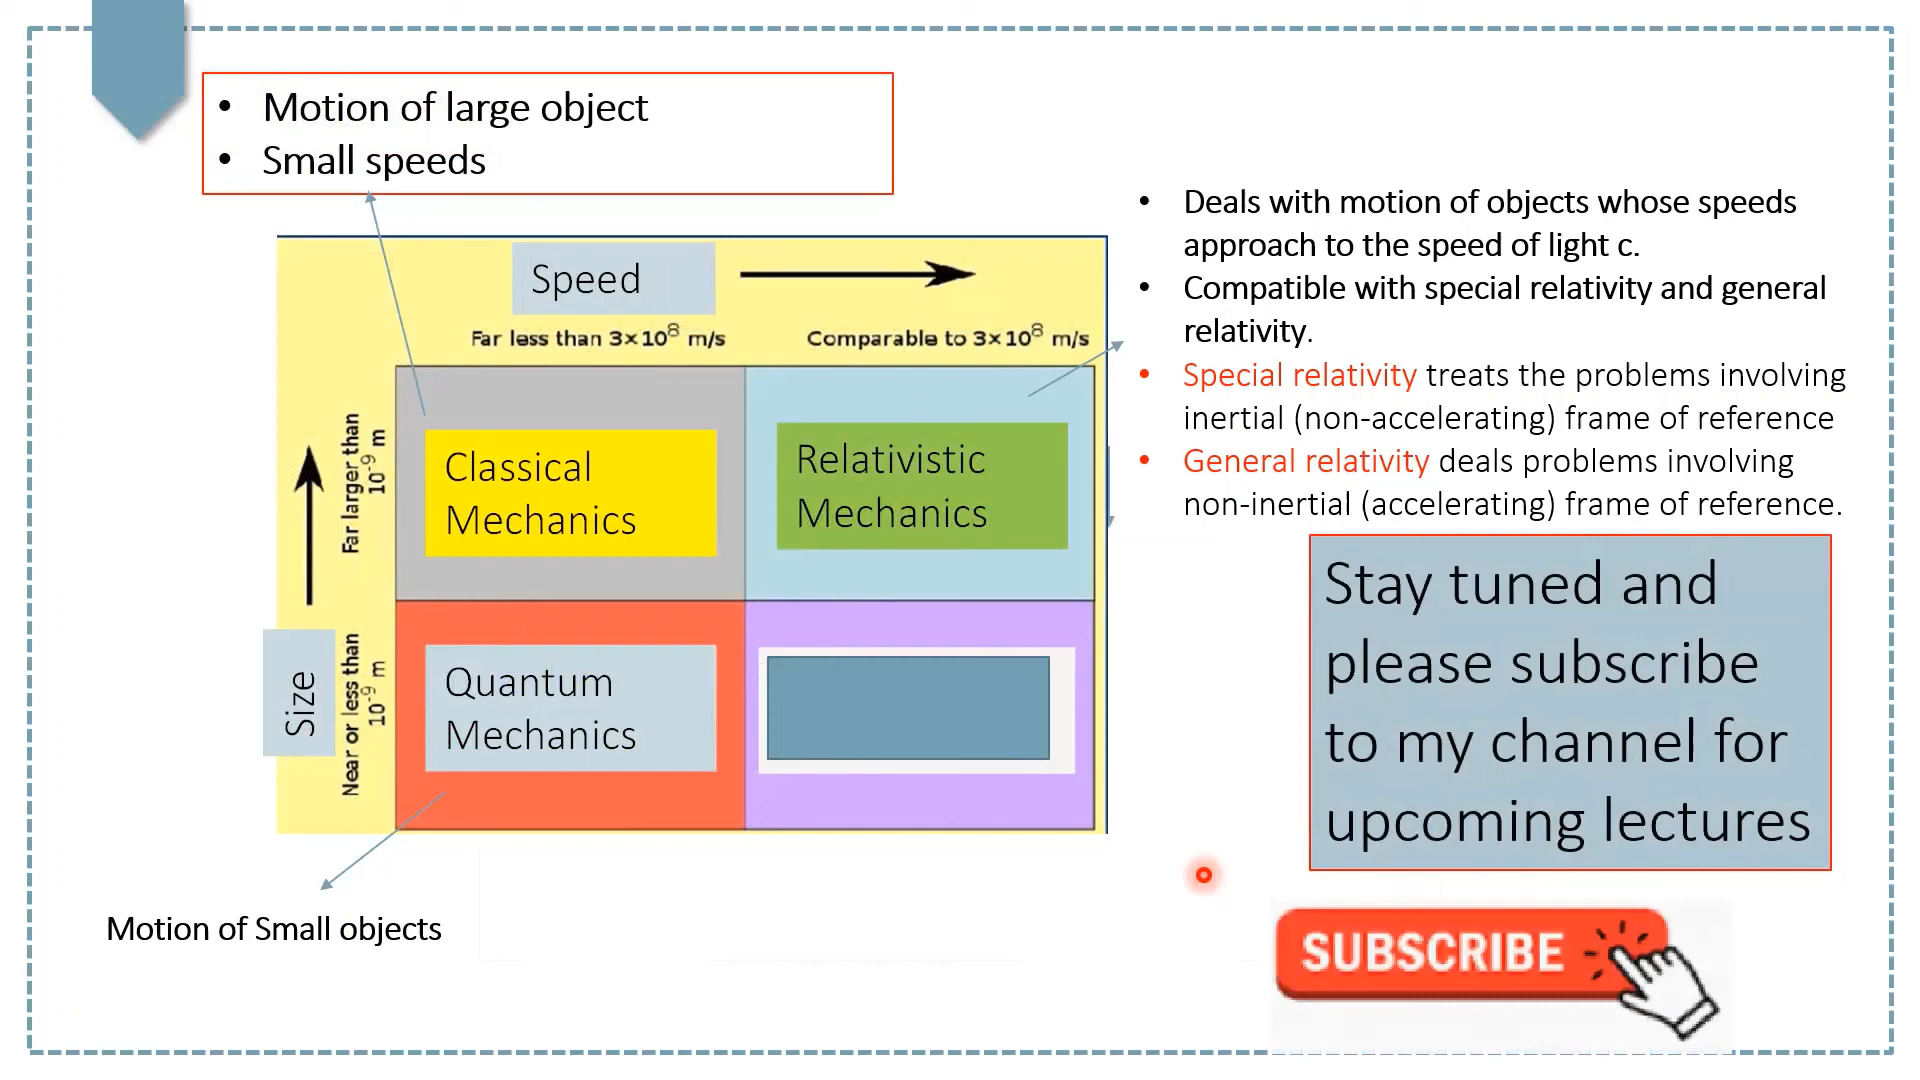 • Motion of large object
• Small speeds
Speed
Far less than 3×10⁸ m/s
Comparable to 3×10⁸ m/s
Far larger than
10⁻⁹ m
Classical
Mechanics
Relativistic
Mechanics
Size
Near or less than
10⁻⁹ m
Quantum
Mechanics
Motion of Small objects
• Deals with motion of objects whose speeds
approach to the speed of light c.
• Compatible with special relativity and general
relativity.
• Special relativity treats the problems involving
inertial (non-accelerating) frame of reference
• General relativity deals problems involving
non-inertial (accelerating) frame of reference.
Stay tuned and
please subscribe
to my channel for
upcoming lectures
SUBSCRIBE